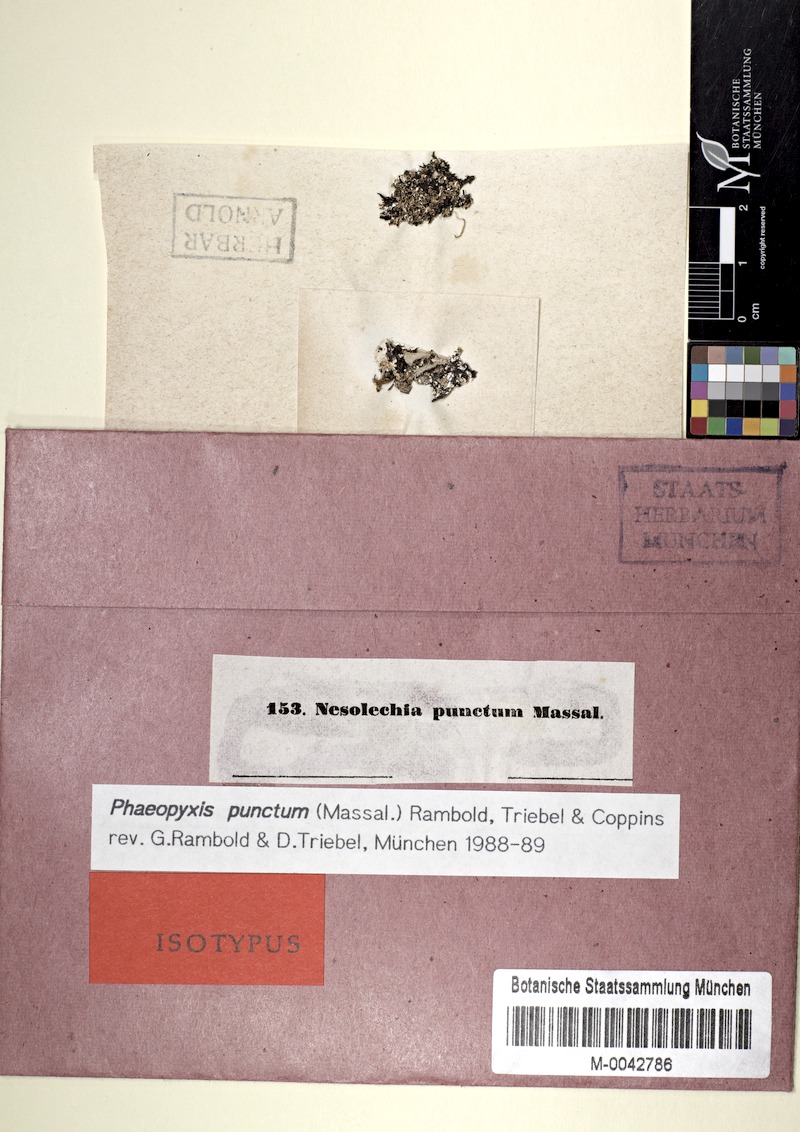 BOTANISCHE
STAATSSAMMLUNG
MÜNCHEN
HERBAR
ARNOLD
0 1 2
cm
copyright reserved
STAATS-
HERBARIUM
MÜNCHEN
153. Nesolechia punctum Massal.
Phaeopyxis punctum (Massal.) Rambold, Triebel & Coppins
rev. G.Rambold & D.Triebel, München 1988-89
ISOTYPUS
Botanische Staatssammlung München
M-0042786